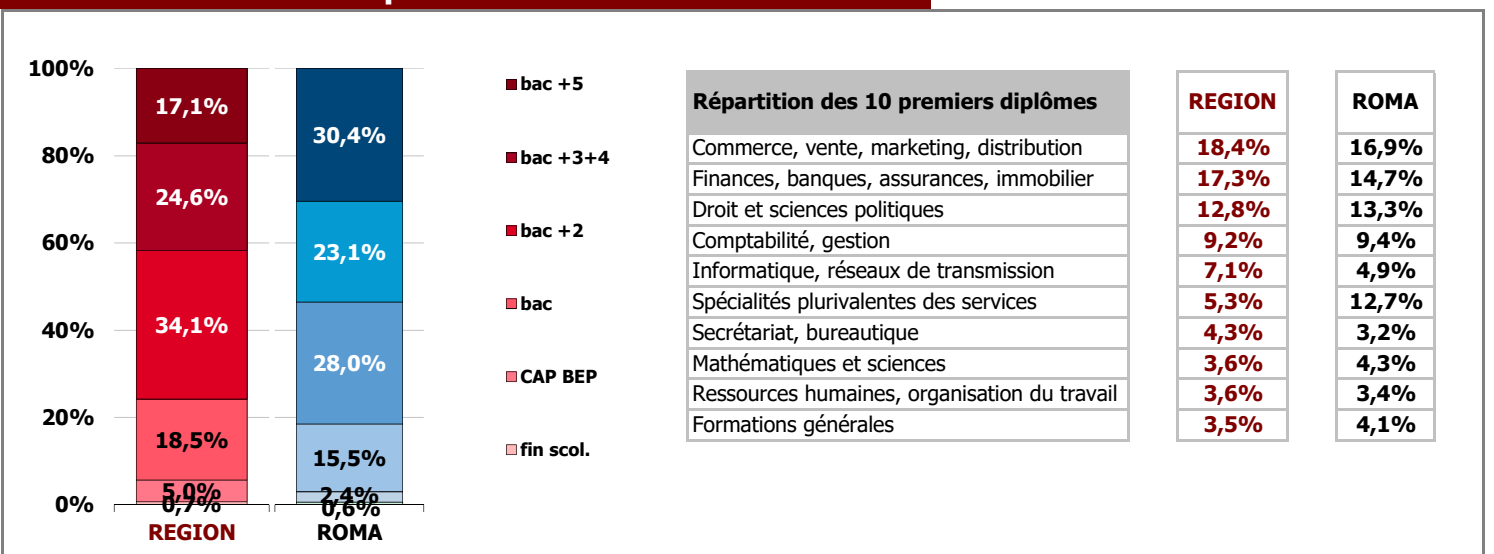 100%
80%
60%
40%
20%
0%
17,1%
24,6%
34,1%
18,5%
5,0%
0,7%
REGION
30,4%
23,1%
28,0%
15,5%
2,4%
0,6%
ROMA
bac +5
bac +3+4
bac +2
bac
CAP BEP
fin scol.
Répartition des 10 premiers diplômes REGION ROMA
Commerce, vente, marketing, distribution 18,4% 16,9%
Finances, banques, assurances, immobilier 17,3% 14,7%
Droit et sciences politiques 12,8% 13,3%
Comptabilité, gestion 9,2% 9,4%
Informatique, réseaux de transmission 7,1% 4,9%
Spécialités plurivalentes des services 5,3% 12,7%
Secrétariat, bureautique 4,3% 3,2%
Mathématiques et sciences 3,6% 4,3%
Ressources humaines, organisation du travail 3,6% 3,4%
Formations générales 3,5% 4,1%